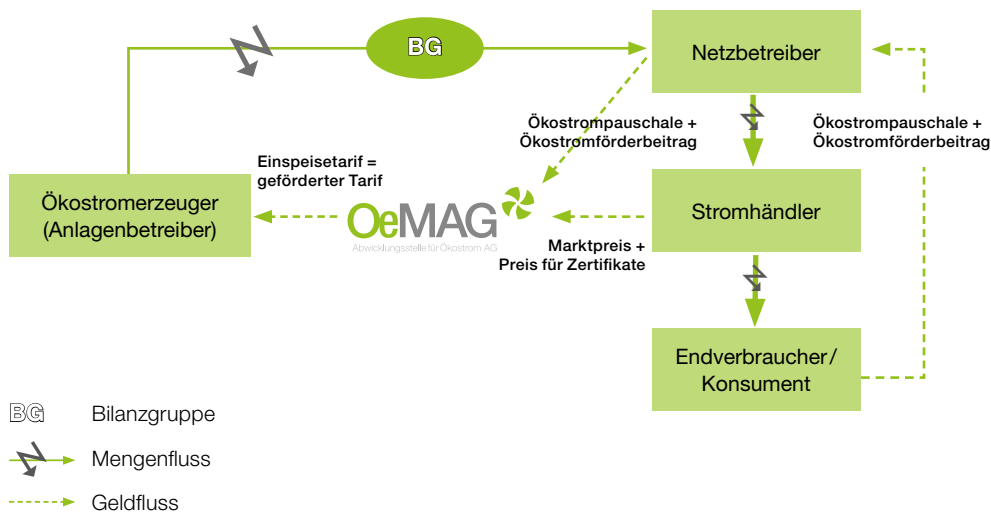 BG
Netzbetreiber
Ökostrompauschale +
Ökostromförderbeitrag
Ökostrompauschale +
Ökostromförderbeitrag
Einspeisetarif =
geförderter Tarif
Ökostromerzeuger
(Anlagenbetreiber)
OeMAG
Abwicklungsstelle für Ökostrom AG
Stromhändler
Marktpreis +
Preis für Zertifikate
Endverbraucher/
Konsument
BG Bilanzgruppe
Mengenfluss
Geldfluss